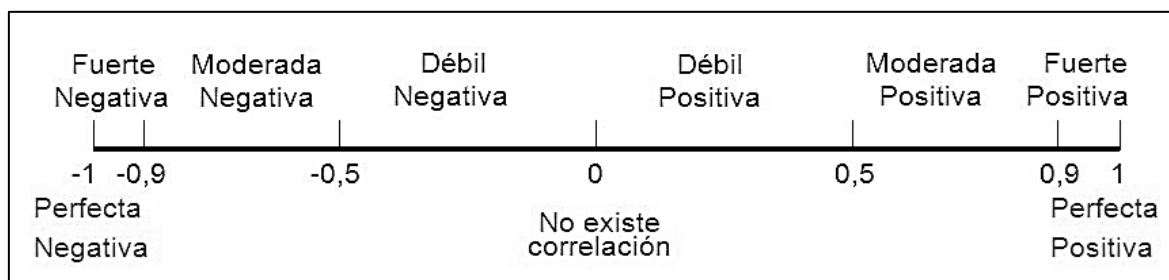 Fuerte Negativa
Moderada Negativa
Débil Negativa
Débil Positiva
Moderada Positiva
Fuerte Positiva
-1 -0,9 -0,5 0 0,5 0,9 1
Perfecta Negativa
No existe correlación
Perfecta Positiva